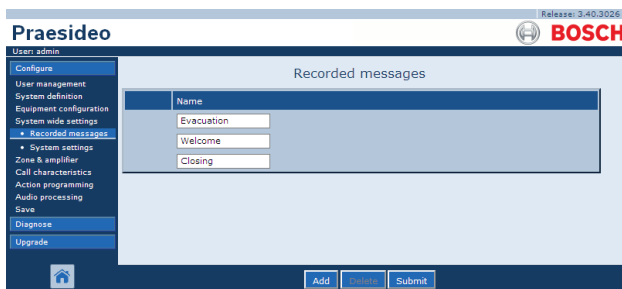 Release: 3.40.3026
Praesideo
BOSCH
User: admin
Configure
User management
System definition
Equipment configuration
System wide settings
• Recorded messages
• System settings
Zone & amplifier
Call characteristics
Action programming
Audio processing
Save
Diagnose
Upgrade
Recorded messages
Name
Evacuation
Welcome
Closing
Add Delete Submit